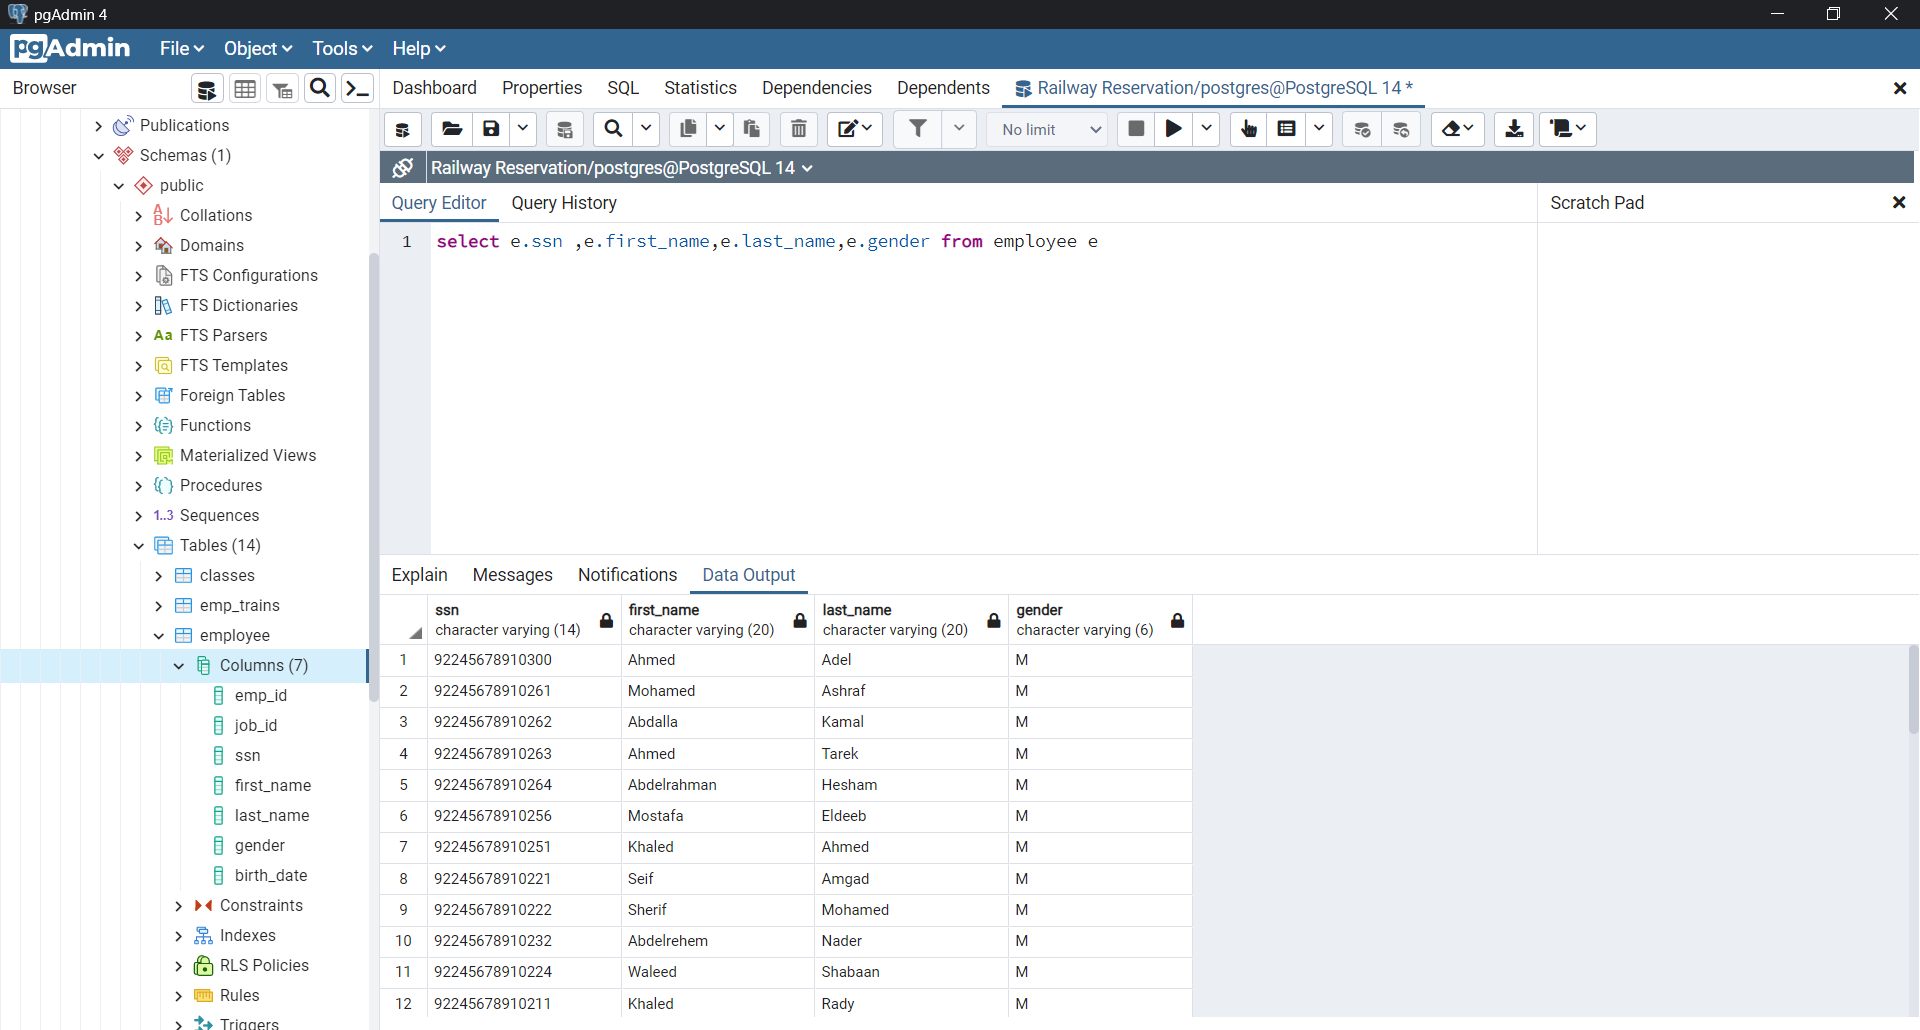 pgAdmin 4
pgAdmin File Object Tools Help
Browser
Dashboard Properties SQL Statistics Dependencies Dependents Railway Reservation/postgres@PostgreSQL 14 *
No limit
Railway Reservation/postgres@PostgreSQL 14
Query Editor Query History
Scratch Pad
1 select e.ssn ,e.first_name,e.last_name,e.gender from employee e
Publications
Schemas (1)
public
Collations
Domains
FTS Configurations
FTS Dictionaries
Aa FTS Parsers
FTS Templates
Foreign Tables
Functions
Materialized Views
Procedures
1..3 Sequences
Tables (14)
classes
emp_trains
employee
Columns (7)
emp_id
job_id
ssn
first_name
last_name
gender
birth_date
Constraints
Indexes
RLS Policies
Rules
Triggers
Explain Messages Notifications Data Output
ssn first_name last_name gender
character varying (14) character varying (20) character varying (20) character varying (6)
1 92245678910300 Ahmed Adel M
2 92245678910261 Mohamed Ashraf M
3 92245678910262 Abdalla Kamal M
4 92245678910263 Ahmed Tarek M
5 92245678910264 Abdelrahman Hesham M
6 92245678910256 Mostafa Eldeeb M
7 92245678910251 Khaled Ahmed M
8 92245678910221 Seif Amgad M
9 92245678910222 Sherif Mohamed M
10 92245678910232 Abdelrehem Nader M
11 92245678910224 Waleed Shabaan M
12 92245678910211 Khaled Rady M